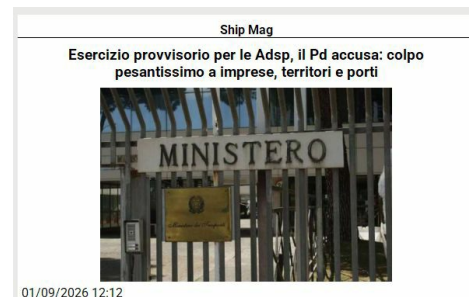 Ship Mag
Esercizio provvisorio per le Adsp, il Pd accusa: colpo
pesantissimo a imprese, territori e porti
MINISTERO
01/09/2026 12:12